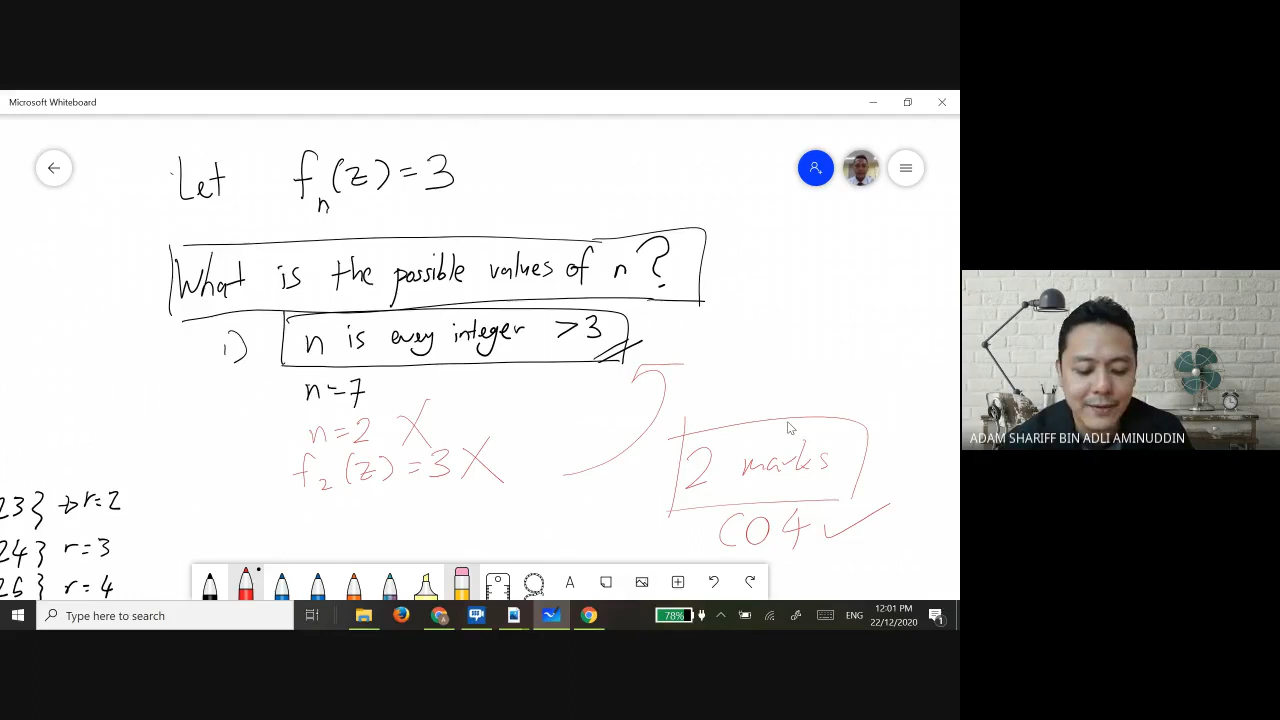 Microsoft Whiteboard
Let fn(z)=3
What is the possible values of n?
i) n is every integer >3
n=7
n=2 X
f2(z)=3 X
2 marks
CO4 ✓
23} → r=2
24} r=3
26} r=4
ADAM SHARIFF BIN ADLI AMINUDDIN
A
Type here to search
78%
ENG
12:01 PM
22/12/2020
1